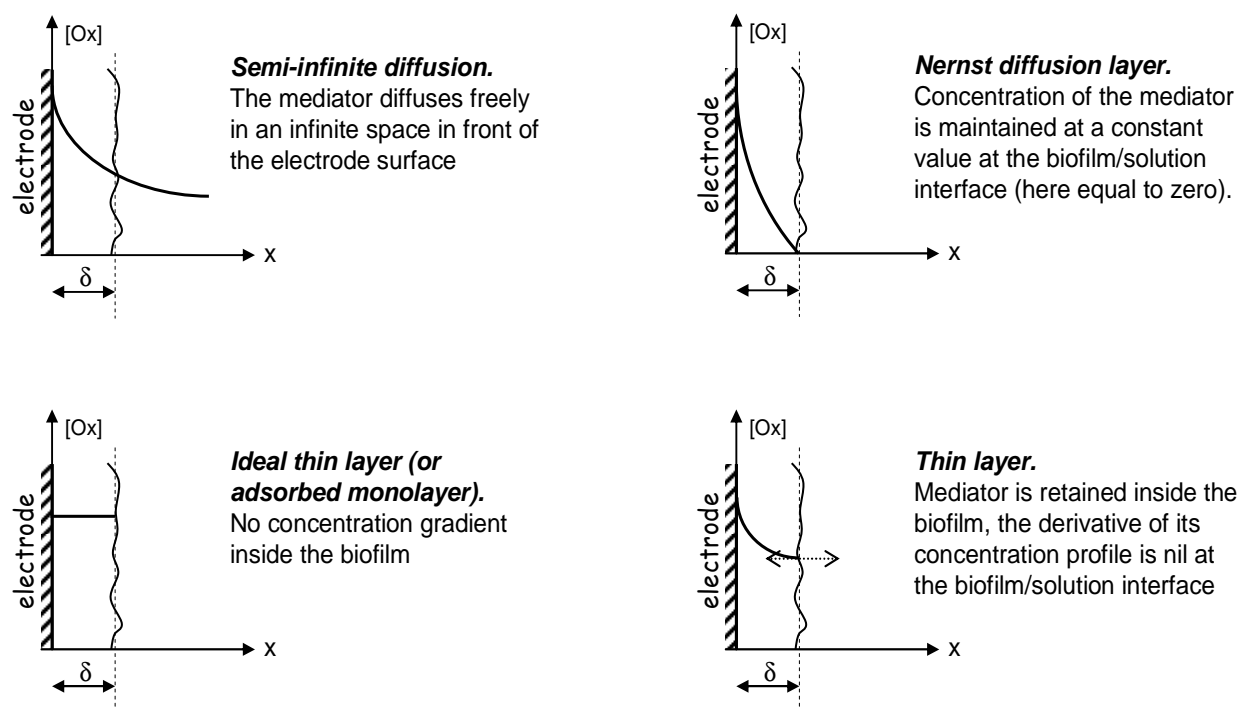 [Ox]
electrode
Semi-infinite diffusion.
The mediator diffuses freely
in an infinite space in front of
the electrode surface
x
δ
[Ox]
electrode
Nernst diffusion layer.
Concentration of the mediator
is maintained at a constant
value at the biofilm/solution
interface (here equal to zero).
x
δ
[Ox]
electrode
Ideal thin layer (or
adsorbed monolayer).
No concentration gradient
inside the biofilm
x
δ
[Ox]
electrode
Thin layer.
Mediator is retained inside the
biofilm, the derivative of its
concentration profile is nil at
the biofilm/solution interface
x
δ